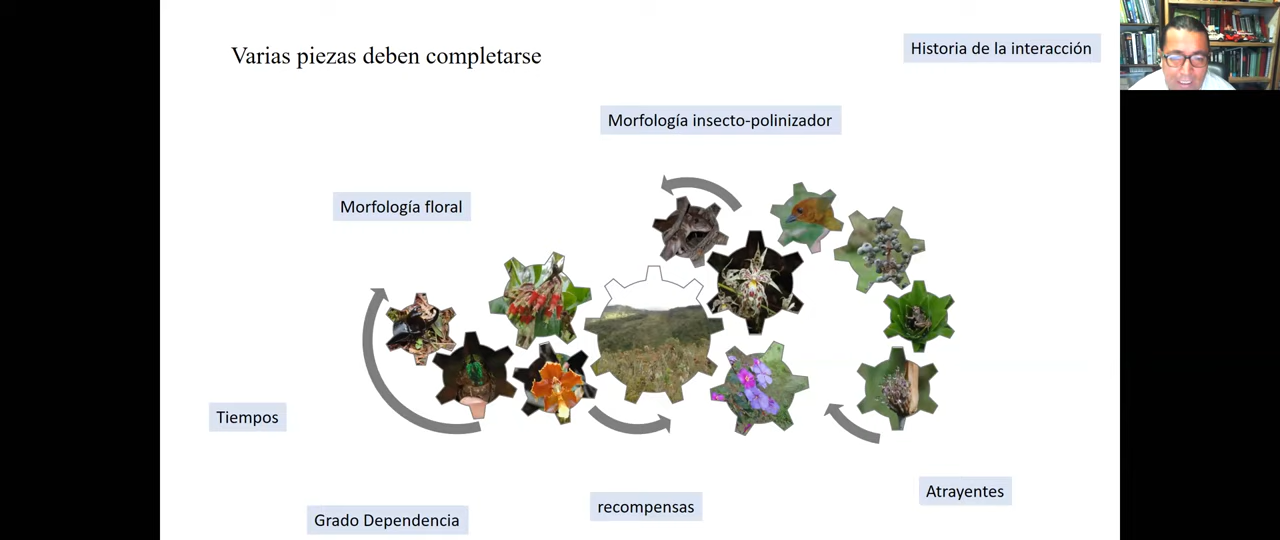 Varias piezas deben completarse
Historia de la interacción
Morfología insecto-polinizador
Morfología floral
Tiempos
Atrayentes
recompensas
Grado Dependencia